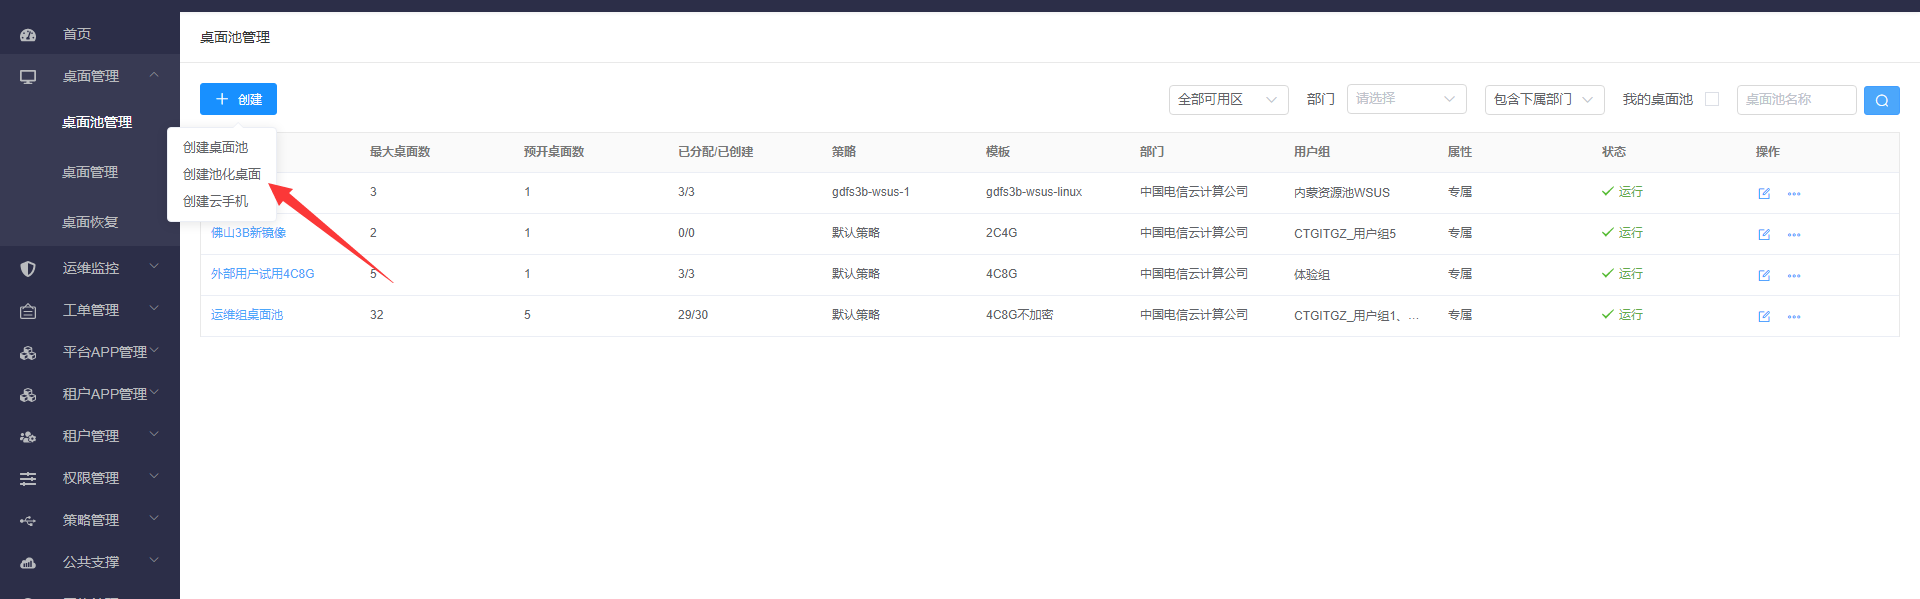 首页
桌面管理
桌面池管理
桌面管理
桌面恢复
运维监控
工单管理
平台APP管理
租户APP管理
租户管理
权限管理
策略管理
公共支撑
桌面池管理
创建
全部可用区 部门 请选择 包含下属部门 我的桌面池 桌面池名称
创建桌面池
创建池化桌面
创建云手机
最大桌面数 预开桌面数 已分配/已创建 策略 模板 部门 用户组 属性 状态 操作
3 1 3/3 gdfs3b-wsus-1 gdfs3b-wsus-linux 中国电信云计算公司 内蒙资源池WSUS 专属 运行
佛山3B新镜像 2 1 0/0 默认策略 2C4G 中国电信云计算公司 CTGITGZ_用户组5 专属 运行
外部用户试用4C8G 5 1 3/3 默认策略 4C8G 中国电信云计算公司 体验组 专属 运行
运维组桌面池 32 5 29/30 默认策略 4C8G不加密 中国电信云计算公司 CTGITGZ_用户组1、... 专属 运行